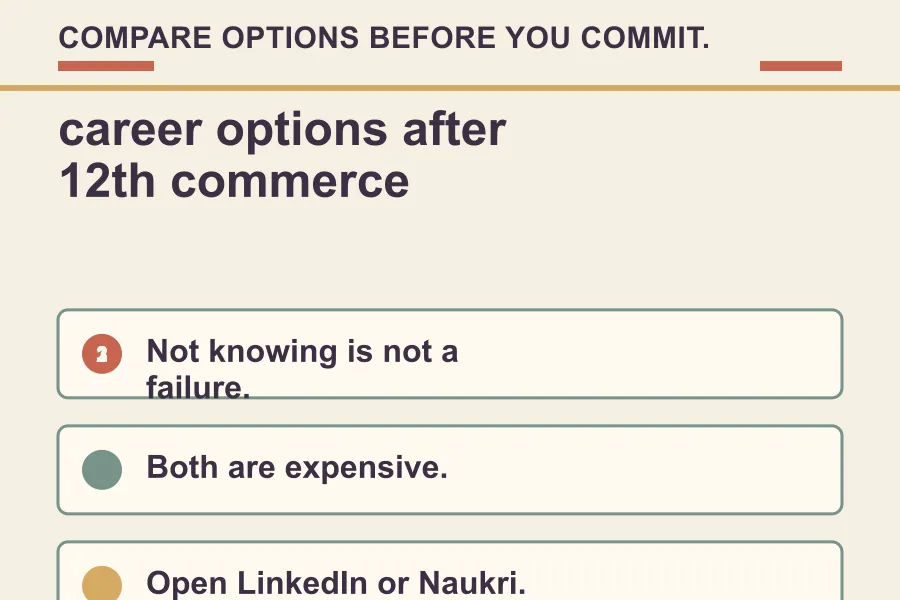 COMPARE OPTIONS BEFORE YOU COMMIT.
career options after
12th commerce
Not knowing is not a
failure.
Both are expensive.
Open LinkedIn or Naukri.